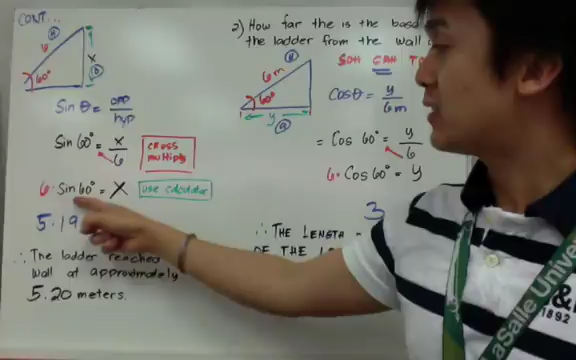 CONT...
H
6
x
60°
O
Sin θ = opp
hyp
Sin 60° = x
6
cross
multiply
6. Sin 60° = x
use calculator
5.19
∴ The ladder reached
wall at approximately
5.20 meters.
2) How far the is the base
the ladder from the wall
SOH CAH TO
H
6m
60°
y
a
Cosθ = y
6m
= Cos 60° = y
6
6. Cos 60° = y
3
∴ THE LENGTH
OF THE
aSalle Unive
1892